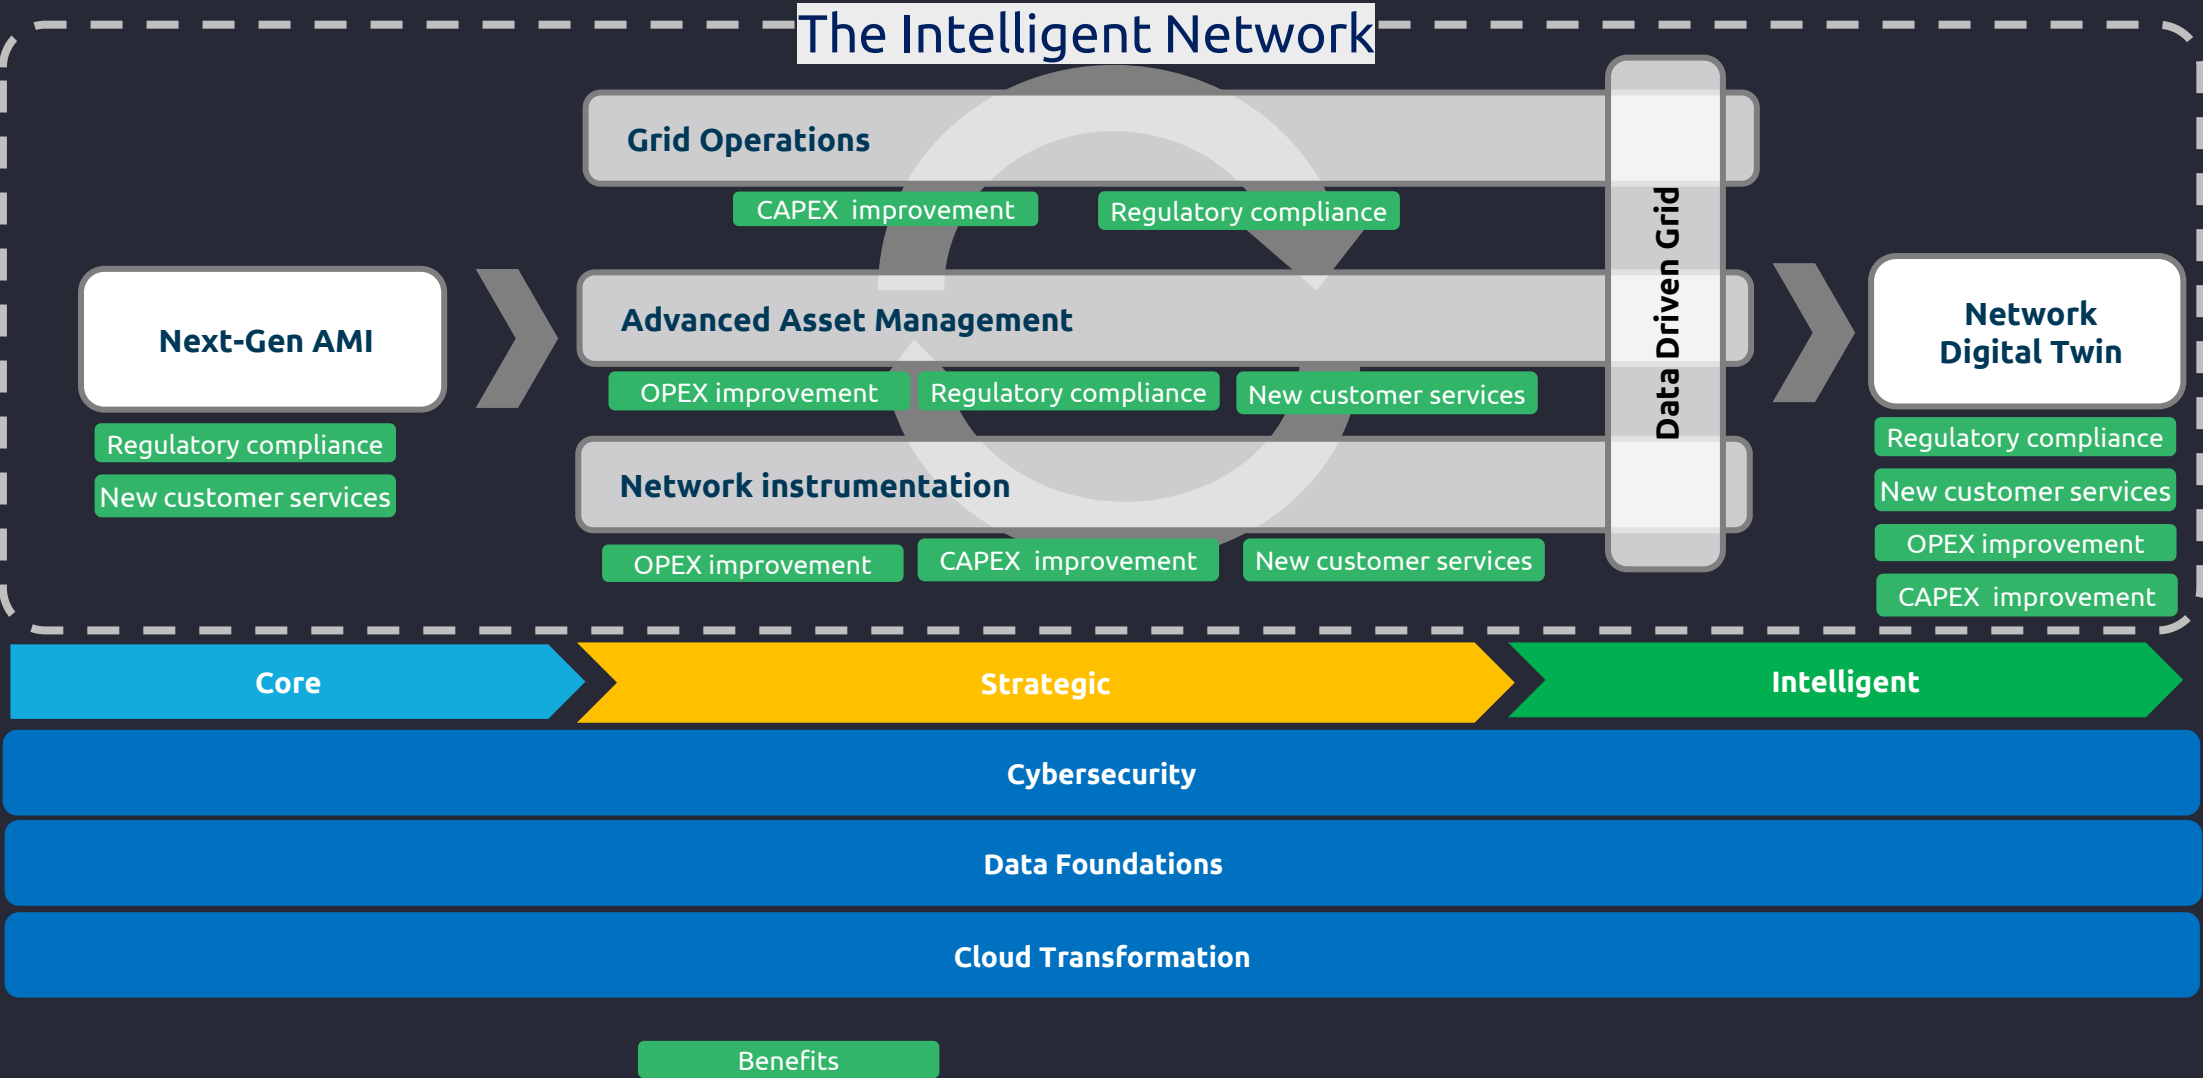 The Intelligent Network
Grid Operations
CAPEX  improvement
Regulatory compliance
Next-Gen AMI
Regulatory compliance
New customer services
Advanced Asset Management
OPEX improvement
Regulatory compliance
New customer services
Network instrumentation
OPEX improvement
CAPEX  improvement
New customer services
Data Driven Grid
Network
Digital Twin
Regulatory compliance
New customer services
OPEX improvement
CAPEX  improvement
Core
Strategic
Intelligent
Cybersecurity
Data Foundations
Cloud Transformation
Benefits